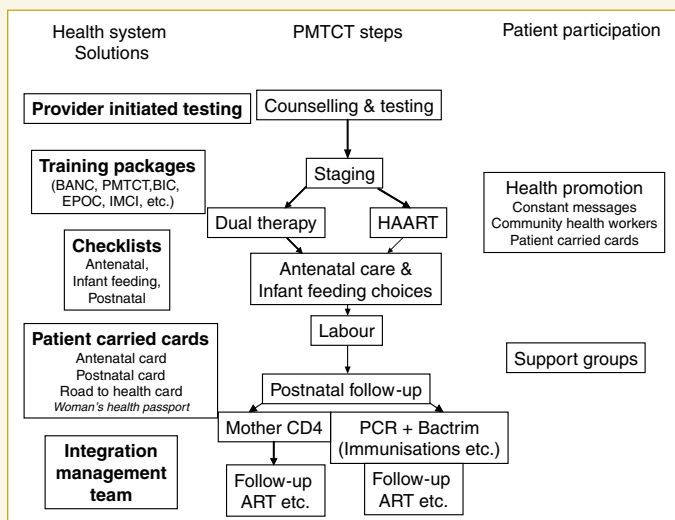 Health system
Solutions
PMTCT steps
Patient participation
Provider initiated testing
Training packages
(BANC, PMTCT,BIC,
EPOC, IMCI, etc.)
Checklists
Antenatal,
Infant feeding,
Postnatal
Patient carried cards
Antenatal card
Postnatal card
Road to health card
Woman's health passport
Integration
management
team
Counselling & testing
Staging
Dual therapy
HAART
Antenatal care &
Infant feeding choices
Labour
Postnatal follow-up
Mother CD4
PCR + Bactrim
(Immunisations etc.)
Follow-up
ART etc.
Follow-up
ART etc.
Health promotion
Constant messages
Community health workers
Patient carried cards
Support groups